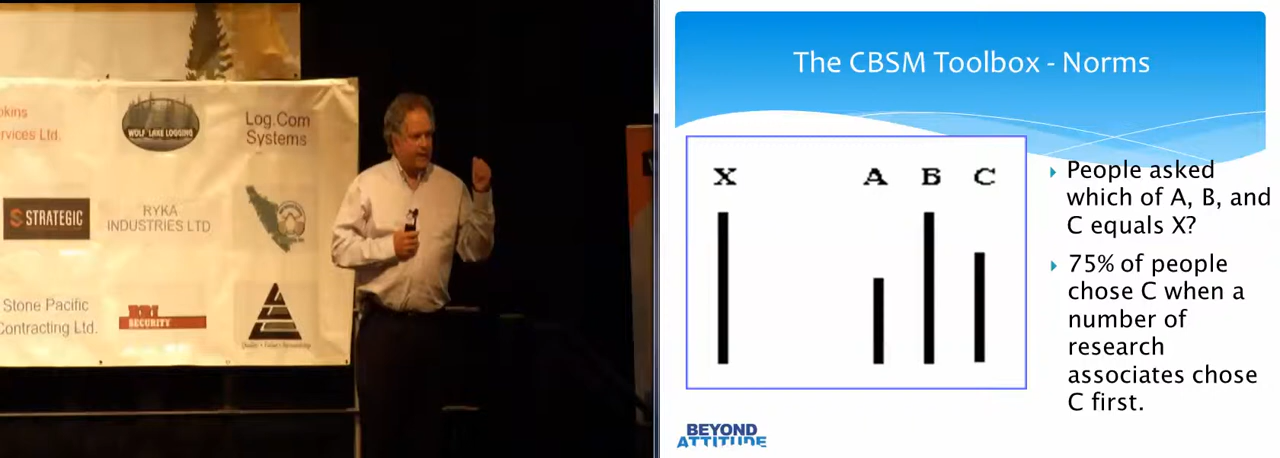 okins
rvices Ltd.
WOLF LAKE LOGGING
Log.Com
Systems
STRATEGIC
RYKA
INDUSTRIES LTD
Stone Pacific
Contracting Ltd.
SECURITY
The CBSM Toolbox - Norms
X A B C
People asked
which of A, B, and
C equals X?
75% of people
chose C when a
number of
research
associates chose
C first.
BEYOND
ATTITUDE